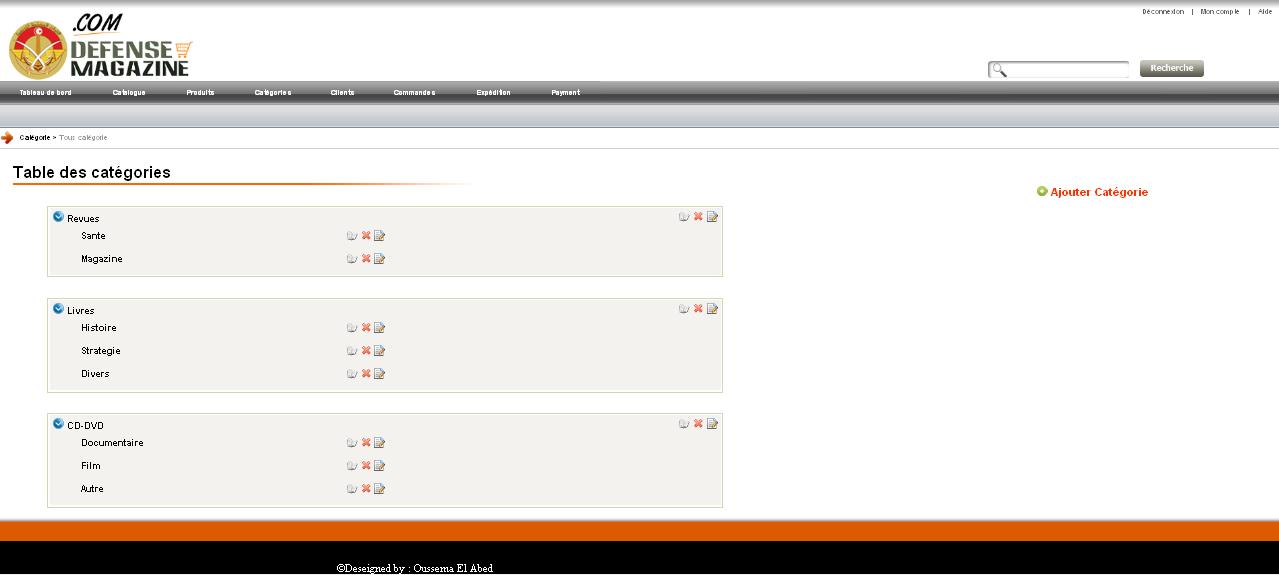 Déconnexion | Mon compte | Aide
.COM
DEFENSE
MAGAZINE
Recherche
Tableau de bord Catalogue Produits Catégories Clients Commandes Expédition Payment
Catégorie > Tous catégorie
Table des catégories
Ajouter Catégorie
Revues
Sante
Magazine
Livres
Histoire
Strategie
Divers
CD-DVD
Documentaire
Film
Autre
©Deseigned by : Oussema El Abed